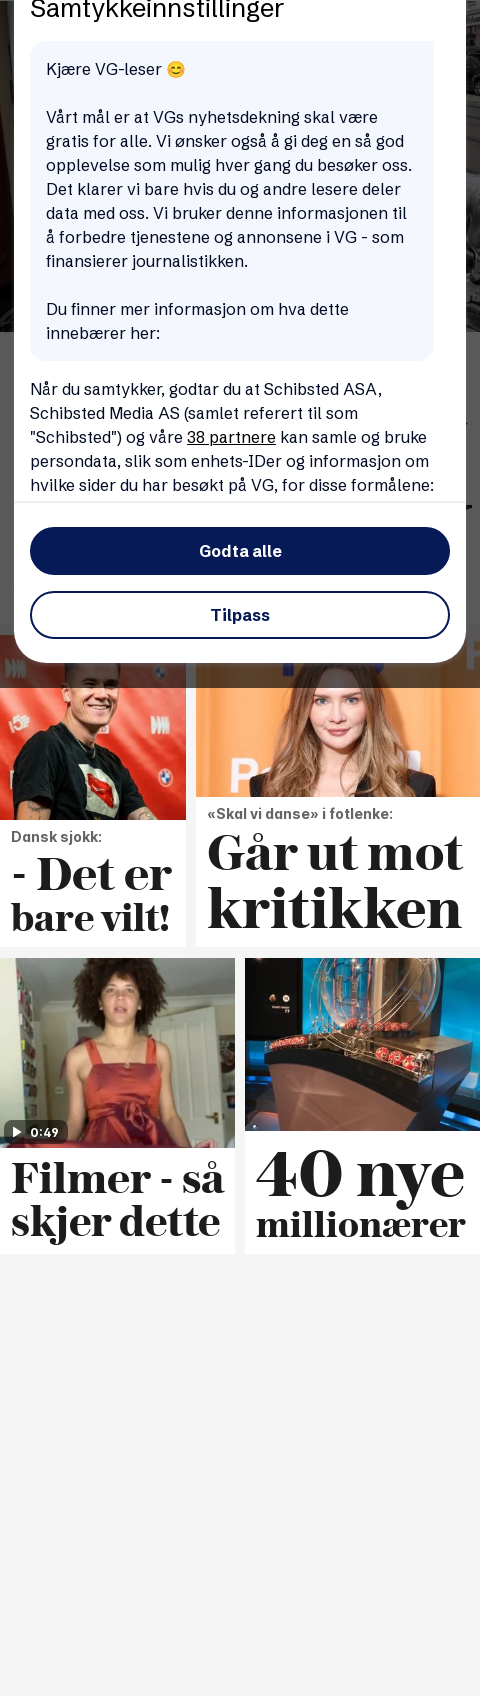 Samtykkeinnstillinger
Kjære VG-leser 😊
Vårt mål er at VGs nyhetsdekning skal være
gratis for alle. Vi ønsker også å gi deg en så god
opplevelse som mulig hver gang du besøker oss.
Det klarer vi bare hvis du og andre lesere deler
data med oss. Vi bruker denne informasjonen til
å forbedre tjenestene og annonsene i VG - som
finansierer journalistikken.
Du finner mer informasjon om hva dette
innebærer her:
Når du samtykker, godtar du at Schibsted ASA,
Schibsted Media AS (samlet referert til som
"Schibsted") og våre 38 partnere kan samle og bruke
persondata, slik som enhets-IDer og informasjon om
hvilke sider du har besøkt på VG, for disse formålene:
Godta alle
Tilpass
Dansk sjokk:
- Det er
bare vilt!
«Skal vi danse» i fotlenke:
Går ut mot
kritikken
0:49
Filmer - så
skjer dette
40 nye
millionærer